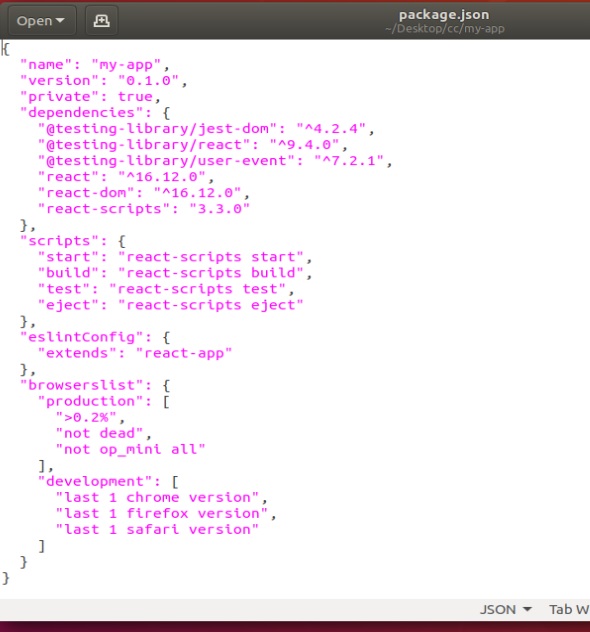 Open
package.json
~/Desktop/cc/my-app
{
  "name": "my-app",
  "version": "0.1.0",
  "private": true,
  "dependencies": {
    "@testing-library/jest-dom": "^4.2.4",
    "@testing-library/react": "^9.4.0",
    "@testing-library/user-event": "^7.2.1",
    "react": "^16.12.0",
    "react-dom": "^16.12.0",
    "react-scripts": "3.3.0"
  },
  "scripts": {
    "start": "react-scripts start",
    "build": "react-scripts build",
    "test": "react-scripts test",
    "eject": "react-scripts eject"
  },
  "eslintConfig": {
    "extends": "react-app"
  },
  "browserslist": {
    "production": [
      ">0.2%",
      "not dead",
      "not op_mini all"
    ],
    "development": [
      "last 1 chrome version",
      "last 1 firefox version",
      "last 1 safari version"
    ]
  }
}
JSON Tab W